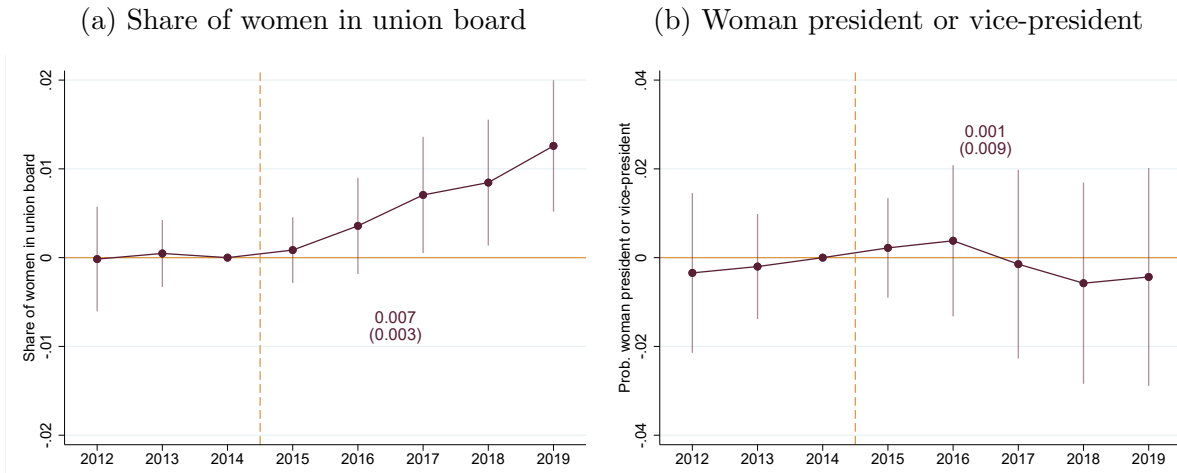 (a) Share of women in union board
Share of women in union board
.02
.01
0
-.01
-.02
0.007
(0.003)
2012 2013 2014 2015 2016 2017 2018 2019
(b) Woman president or vice-president
Prob. woman president or vice-president
.04
.02
0
-.02
-.04
0.001
(0.009)
2012 2013 2014 2015 2016 2017 2018 2019